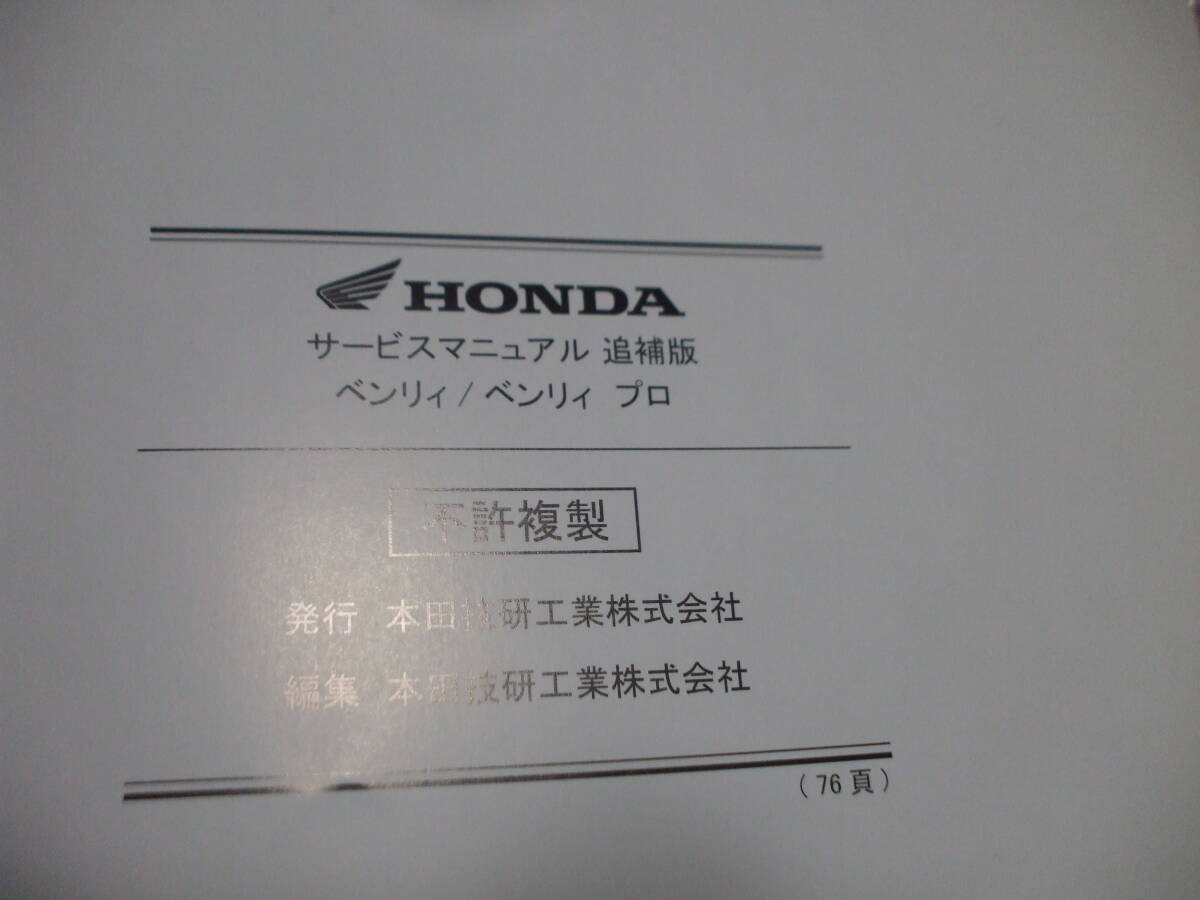 HONDA
サービスマニュアル 追補版
ベンリィ/ベンリィ プロ
不許複製
発行 本田技研工業株式会社
編集 本田技研工業株式会社
(76頁)